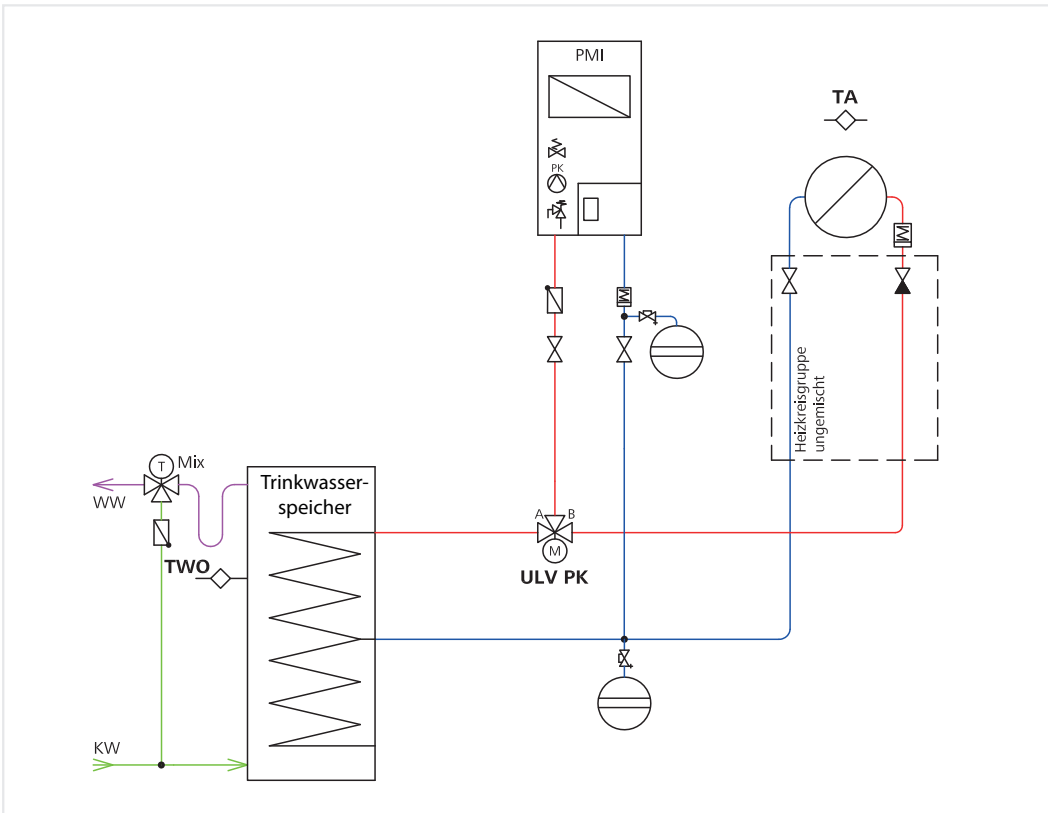 PMI
PK
TA
Heizkreisgruppe
ungemischt
T
Mix
WW
Trinkwasser-
speicher
A
B
M
ULV PK
TWO
KW